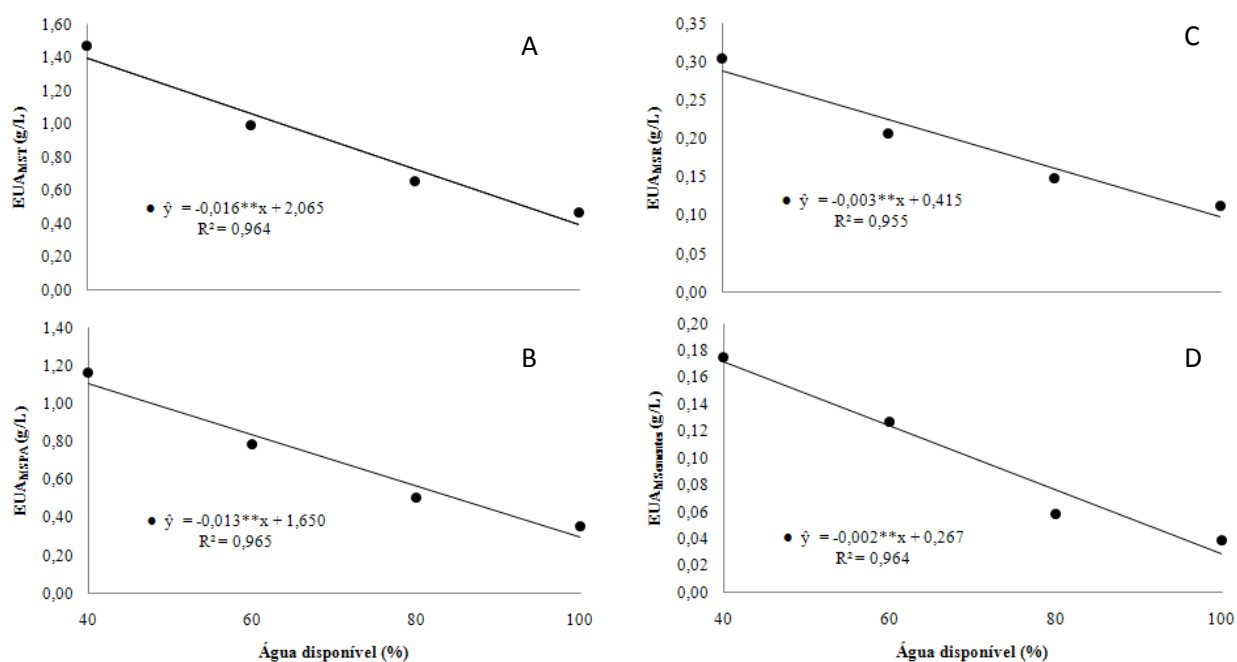 A
EUAMST (g/L)
1,60
1,40
1,20
1,00
0,80
0,60
0,40
0,20
0,00
ŷ = -0,016**x + 2,065
R² = 0,964
B
EUAMSPA (g/L)
1,40
1,20
1,00
0,80
0,60
0,40
0,20
0,00
ŷ = -0,013**x + 1,650
R² = 0,965
40 60 80 100
Água disponível (%)
C
EUAMSR (g/L)
0,35
0,30
0,25
0,20
0,15
0,10
0,05
0,00
ŷ = -0,003**x + 0,415
R² = 0,955
D
EUAMSementes (g/L)
0,20
0,18
0,16
0,14
0,12
0,10
0,08
0,06
0,04
0,02
0,00
ŷ = -0,002**x + 0,267
R² = 0,964
40 60 80 100
Água disponível (%)